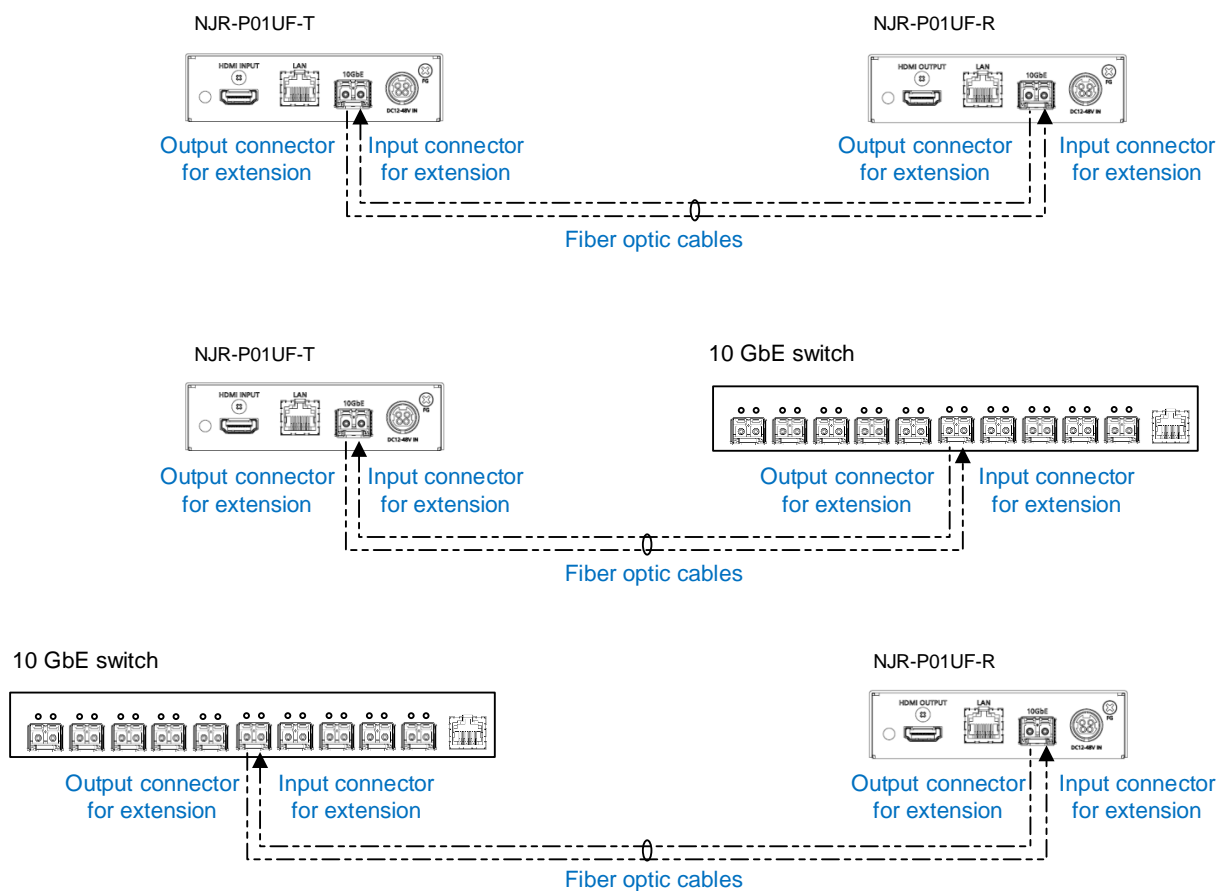 NJR-P01UF-T
NJR-P01UF-R
HDMI INPUT
LAN
10GbE
FG
DC12-48V IN
HDMI OUTPUT
LAN
10GbE
FG
DC12-48V IN
Output connector
for extension
Input connector
for extension
Output connector
for extension
Input connector
for extension
Fiber optic cables
NJR-P01UF-T
10 GbE switch
HDMI INPUT
LAN
10GbE
FG
DC12-48V IN
Output connector
for extension
Input connector
for extension
Output connector
for extension
Input connector
for extension
Fiber optic cables
10 GbE switch
NJR-P01UF-R
HDMI OUTPUT
LAN
10GbE
FG
DC12-48V IN
Output connector
for extension
Input connector
for extension
Output connector
for extension
Input connector
for extension
Fiber optic cables